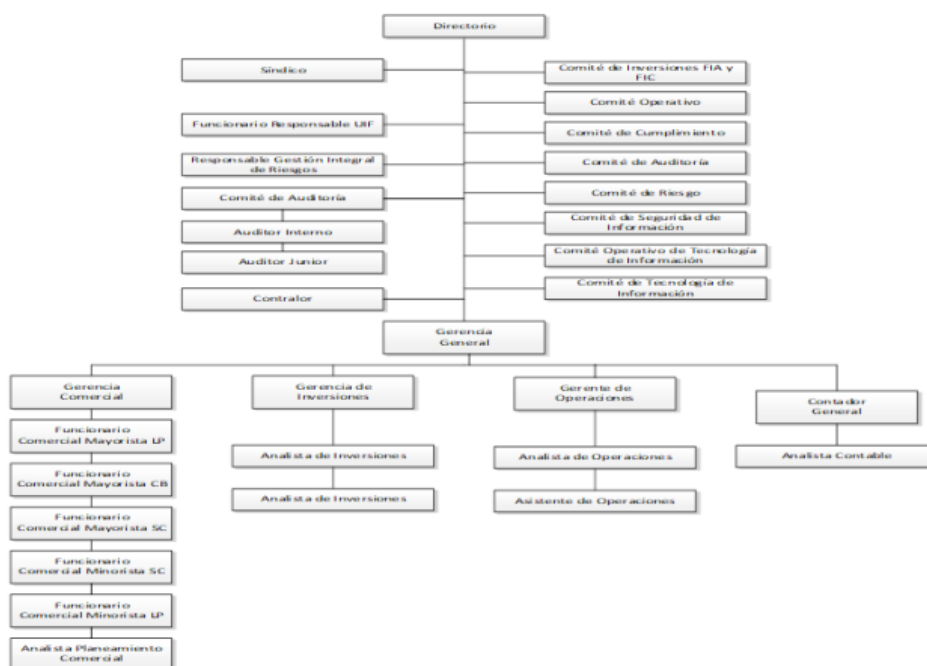 Directorio
Síndico
Comité de Inversiones FIA y
FIC
Comité Operativo
Funcionario Responsable UIF
Comité de Cumplimiento
Responsable Gestión Integral
de Riesgos
Comité de Auditoría
Comité de Auditoría
Comité de Riesgo
Auditor Interno
Comité de Seguridad de
Información
Auditor Junior
Comité Operativo de Tecnología
de Información
Contralor
Comité de Tecnología de
Información
Gerencia
General
Gerencia
Comercial
Funcionario
Comercial Mayorista LP
Funcionario
Comercial Mayorista CB
Funcionario
Comercial Mayorista SC
Funcionario
Comercial Minorista SC
Funcionario
Comercial Minorista LP
Analista Planeamiento
Comercial
Gerencia de
Inversiones
Analista de Inversiones
Analista de Inversiones
Gerente de
Operaciones
Analista de Operaciones
Asistente de Operaciones
Contador
General
Analista Contable